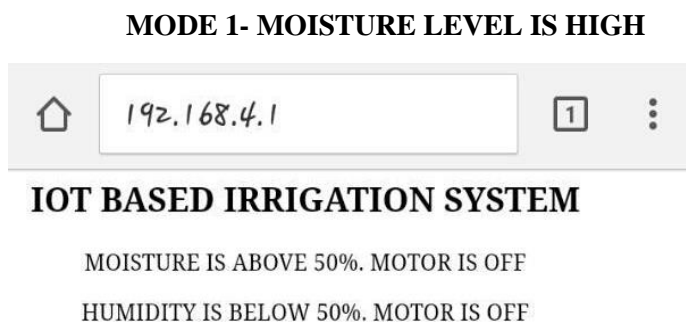 MODE 1- MOISTURE LEVEL IS HIGH
192.168.4.1
1
IOT BASED IRRIGATION SYSTEM
MOISTURE IS ABOVE 50%. MOTOR IS OFF
HUMIDITY IS BELOW 50%. MOTOR IS OFF